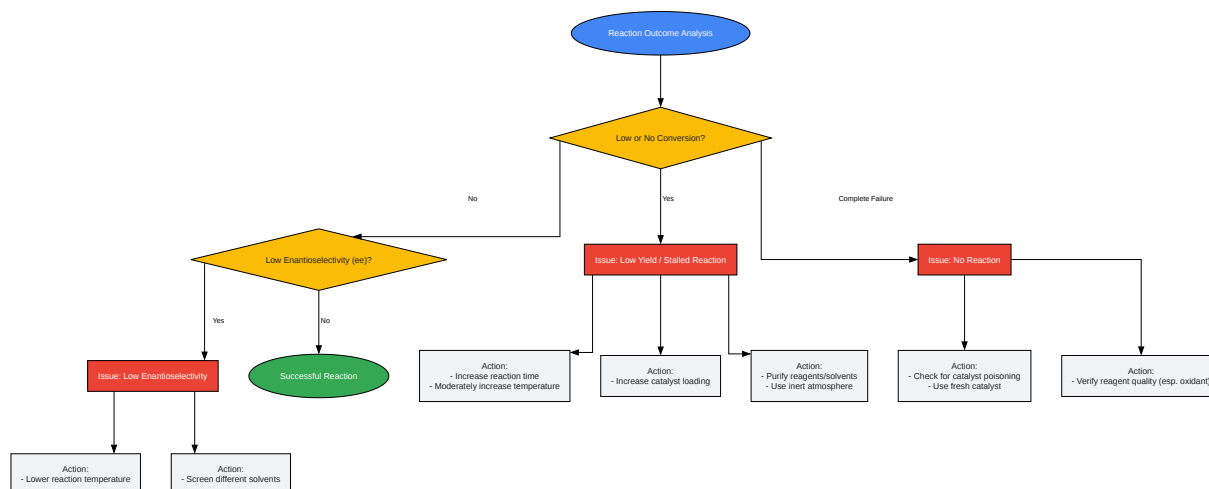 Reaction Outcome Analysis
Low or No Conversion?
No
Yes
Complete Failure
Low Enantioselectivity (ee)?
Issue: Low Yield / Stalled Reaction
Issue: No Reaction
Yes
No
Issue: Low Enantioselectivity
Successful Reaction
Action:
- Increase reaction time
- Moderately increase temperature
Action:
- Increase catalyst loading
Action:
- Purify reagents/solvents
- Use inert atmosphere
Action:
- Check for catalyst poisoning
- Use fresh catalyst
Action:
- Verify reagent quality (esp. oxidant)
Action:
- Lower reaction temperature
Action:
- Screen different solvents